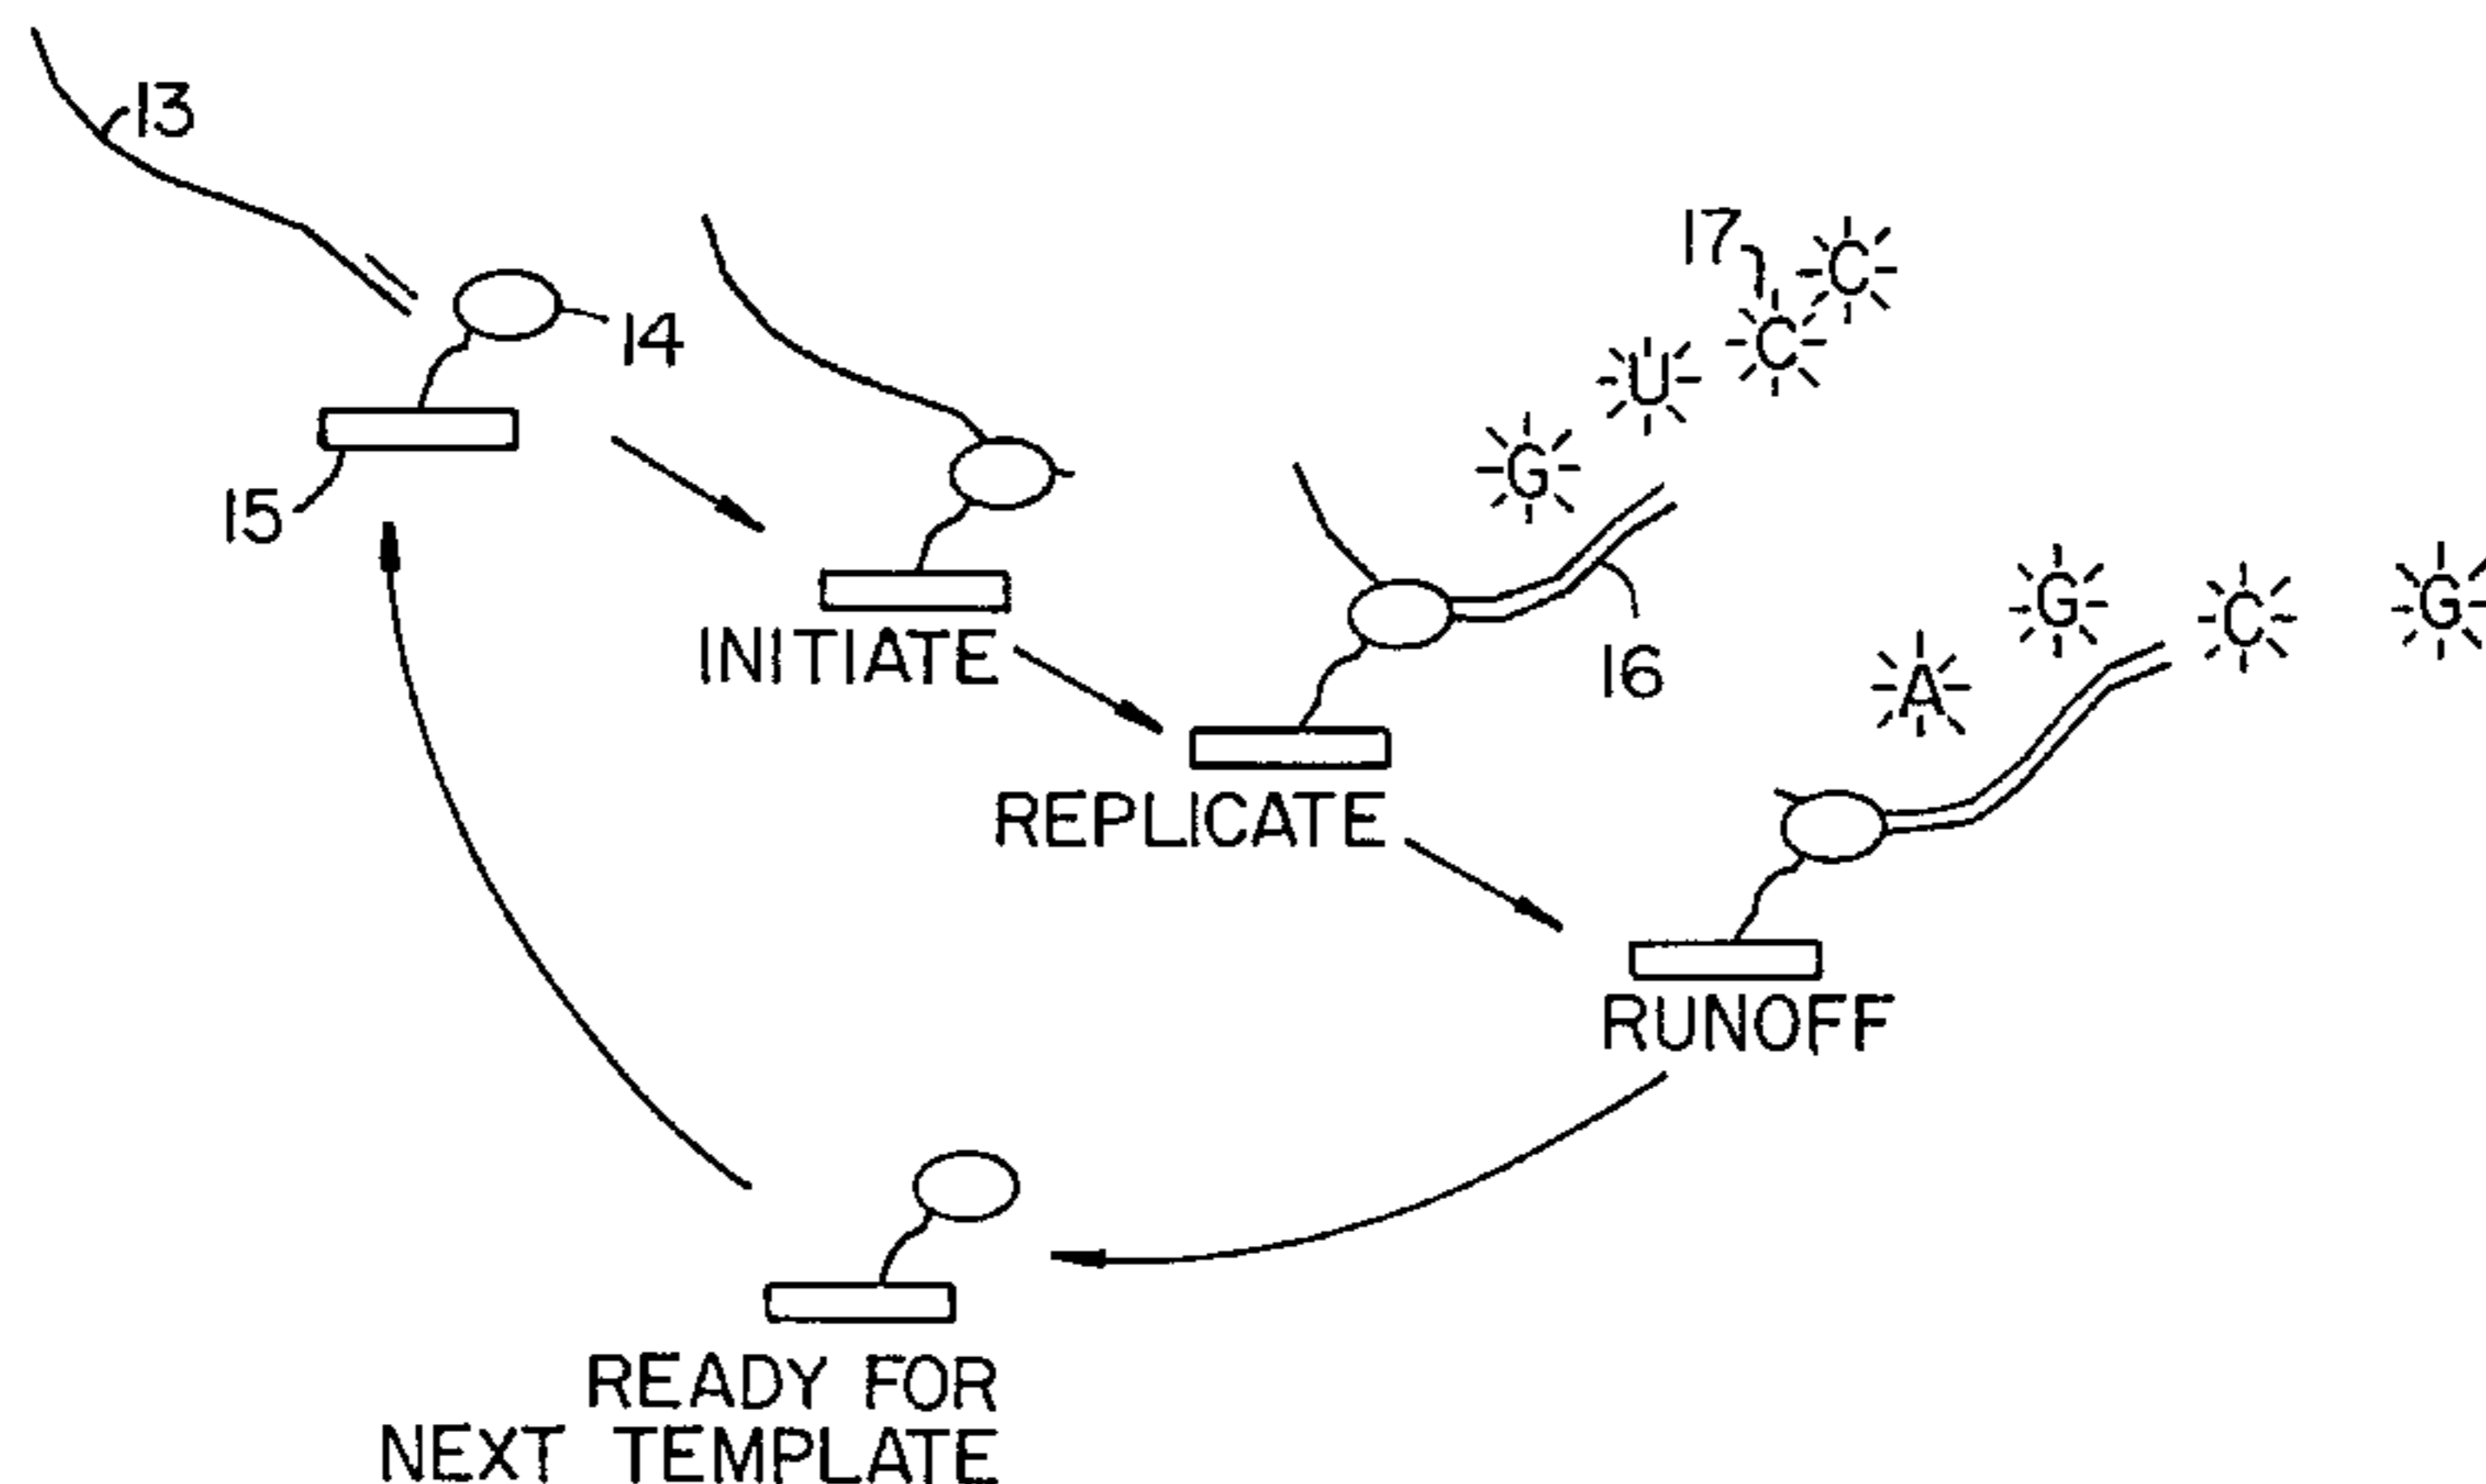 13
14
15
INITIATE
17
C
C
U
G
16
REPLICATE
A
G
C
G
RUNOFF
READY FOR
NEXT TEMPLATE